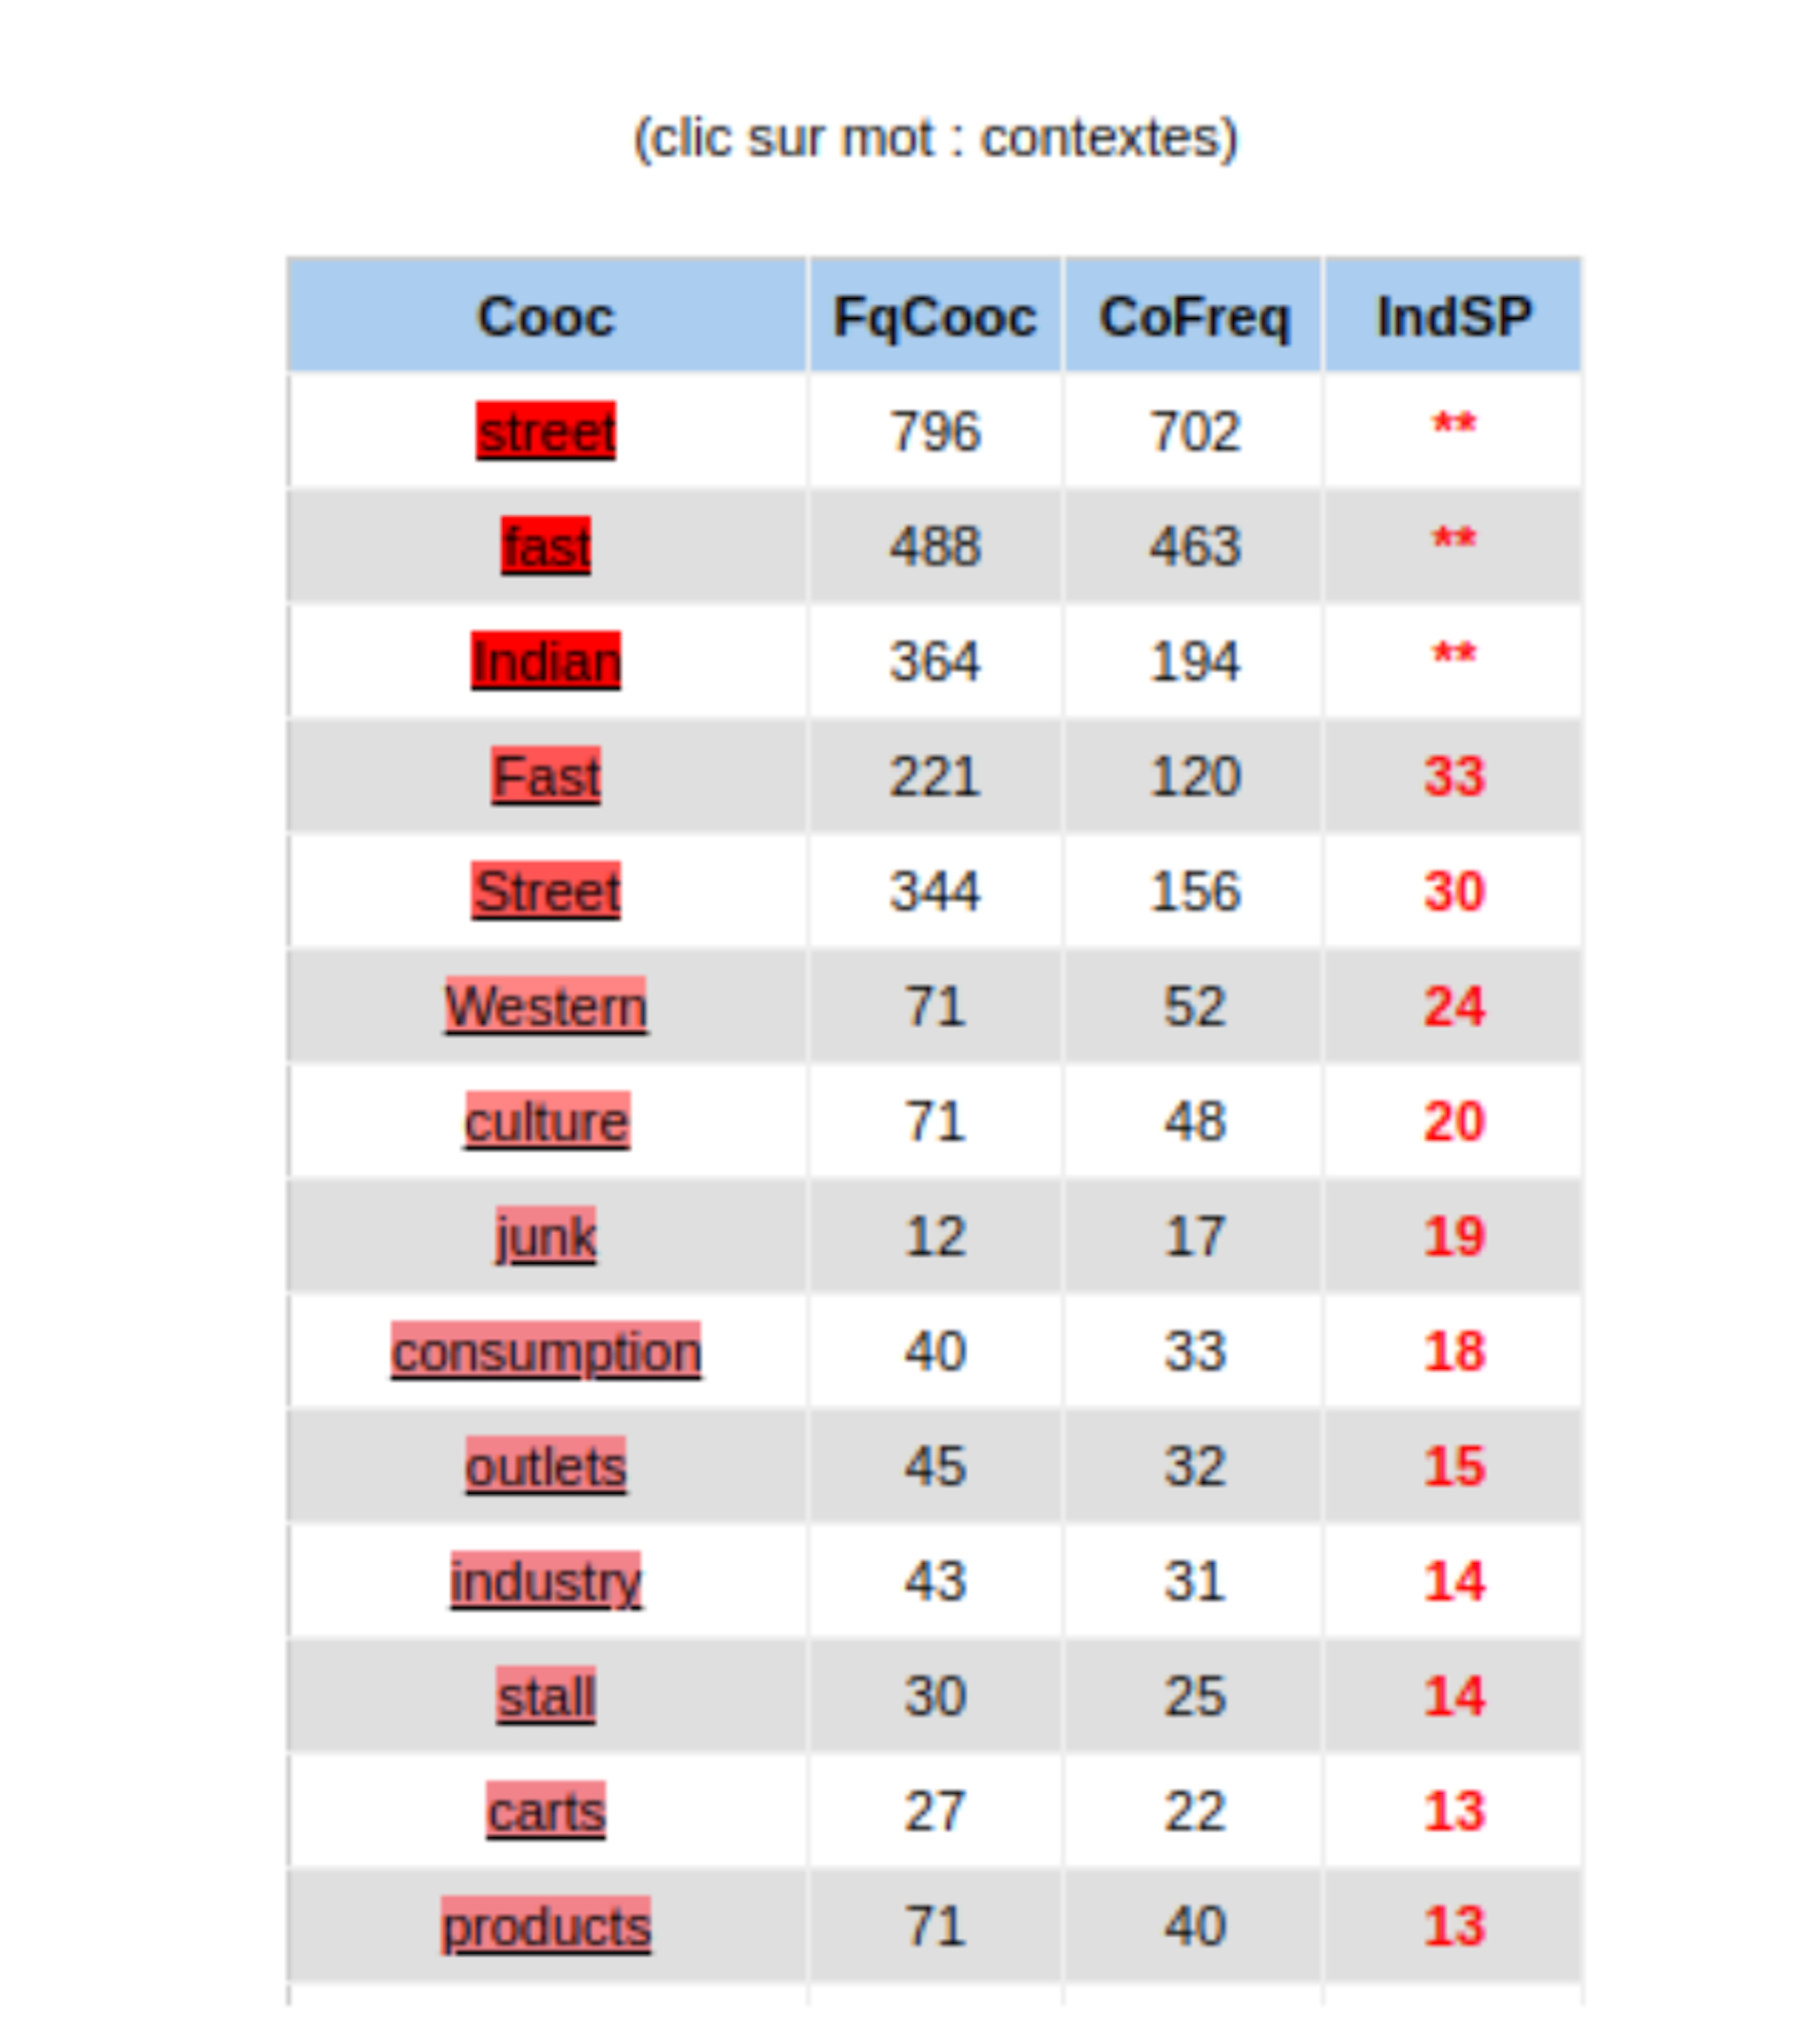 (clic sur mot : contextes)
Cooc FqCooc CoFreq IndSP
street 796 702 **
fast 488 463 **
Indian 364 194 **
Fast 221 120 33
Street 344 156 30
Western 71 52 24
culture 71 48 20
junk 12 17 19
consumption 40 33 18
outlets 45 32 15
industry 43 31 14
stall 30 25 14
carts 27 22 13
products 71 40 13